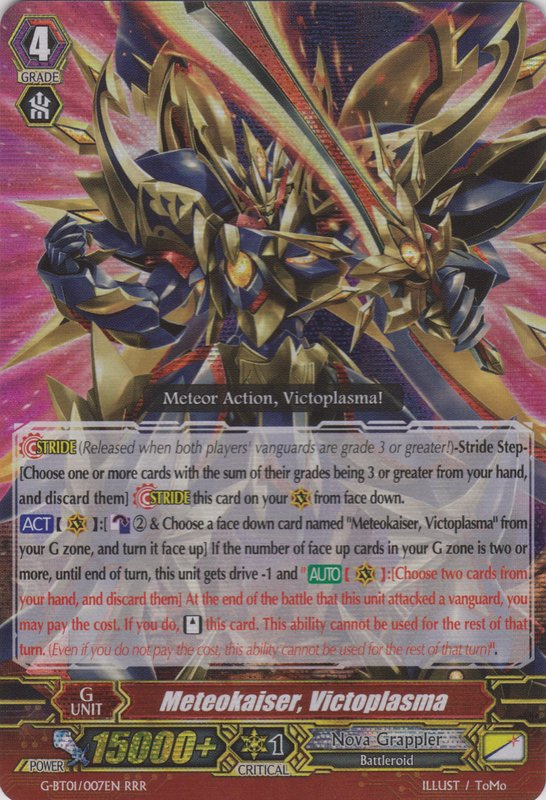 4
GRADE
Meteor Action, Victoplasma!
STRIDE (Released when both players' vanguards are grade 3 or greater!)-Stride Step-
[Choose one or more cards with the sum of their grades being 3 or greater from your hand,
and discard them] STRIDE this card on your from face down.
ACT【 】:[ ② & Choose a face down card named "Meteokaiser, Victoplasma" from
your G zone, and turn it face up] If the number of face up cards in your G zone is two or
more, until end of turn, this unit gets drive -1 and "AUTO【 】:[Choose two cards from
your hand, and discard them] At the end of the battle that this unit attacked a vanguard, you
may pay the cost. If you do, this card. This ability cannot be used for the rest of that
turn. (Even if you do not pay the cost, this ability cannot be used for the rest of that turn)".
G
UNIT
Meteokaiser, Victoplasma
POWER
15000+
1
CRITICAL
Nova Grappler
Battleroid
G-BT01/007EN RRR
ILLUST / ToMo